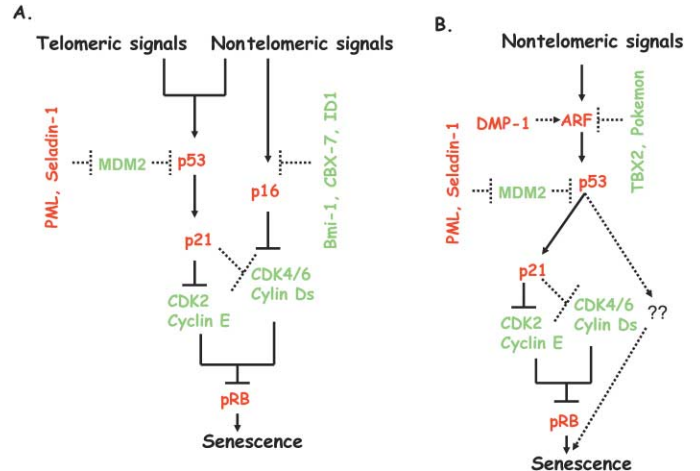 A.
Telomeric signals
Nontelomeric signals
PML, Seladin-1
MDM2
p53
p16
Bmi-1, CBX-7, ID1
p21
CDK2
Cyclin E
CDK4/6
Cylin Ds
pRB
Senescence
B.
Nontelomeric signals
DMP-1
ARF
TBX2, Pokemon
PML, Seladin-1
MDM2
p53
p21
CDK2
Cyclin E
CDK4/6
Cylin Ds
??
pRB
Senescence